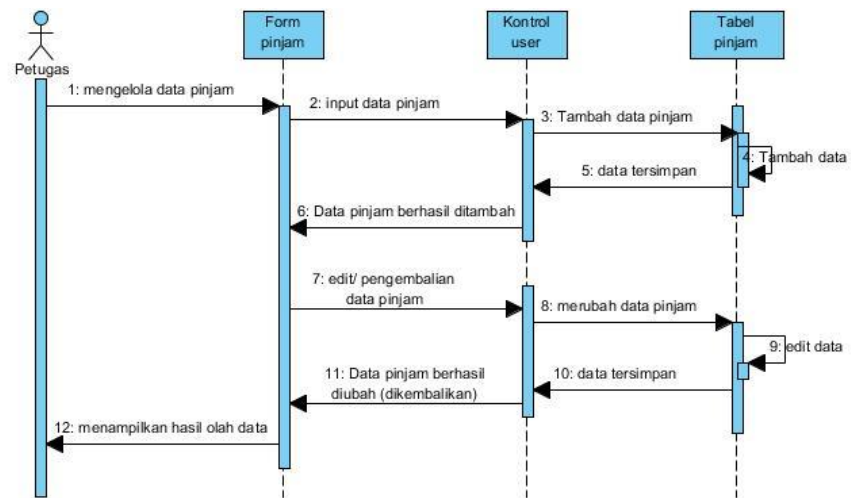 Form
pinjam
Kontrol
user
Tabel
pinjam
Petugas
1: mengelola data pinjam
2: input data pinjam
3: Tambah data pinjam
4: Tambah data
5: data tersimpan
6: Data pinjam berhasil ditambah
7: edit/ pengembalian
data pinjam
8: merubah data pinjam
9: edit data
10: data tersimpan
11: Data pinjam berhasil
diubah (dikembalikan)
12: menampilkan hasil olah data